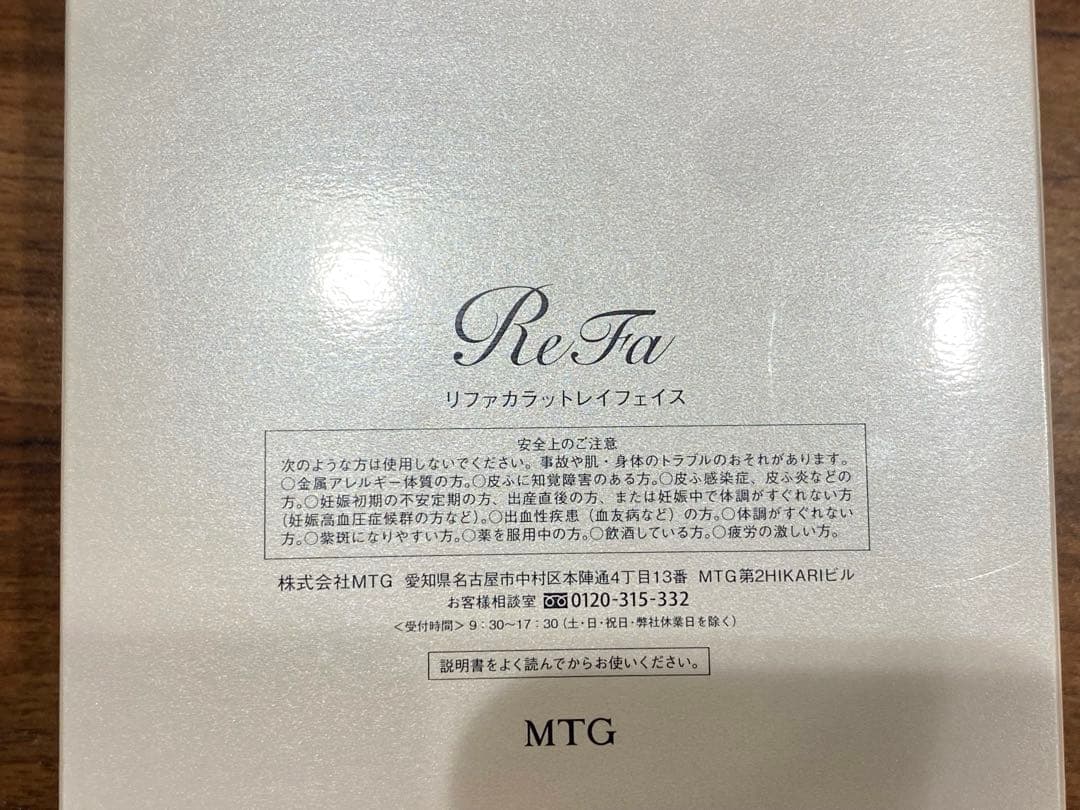 ReFa
リファカラットレイフェイス
安全上のご注意
次のような方は使用しないでください。事故や肌・身体のトラブルのおそれがあります。
○金属アレルギー体質の方。○皮ふに知覚障害のある方。○皮ふ感染症、皮ふ炎などの
方。○妊娠初期の不安定期の方、出産直後の方、または妊娠中で体調がすぐれない方
(妊娠高血圧症候群の方など)。○出血性疾患(血友病など)の方。○体調がすぐれない
方。○紫斑になりやすい方。○薬を服用中の方。○飲酒している方。○疲労の激しい方。
株式会社MTG 愛知県名古屋市中村区本陣通4丁目13番 MTG第2HIKARIビル
お客様相談室 0120-315-332
<受付時間>9:30〜17:30(土・日・祝日・弊社休業日を除く)
説明書をよく読んでからお使いください。
MTG